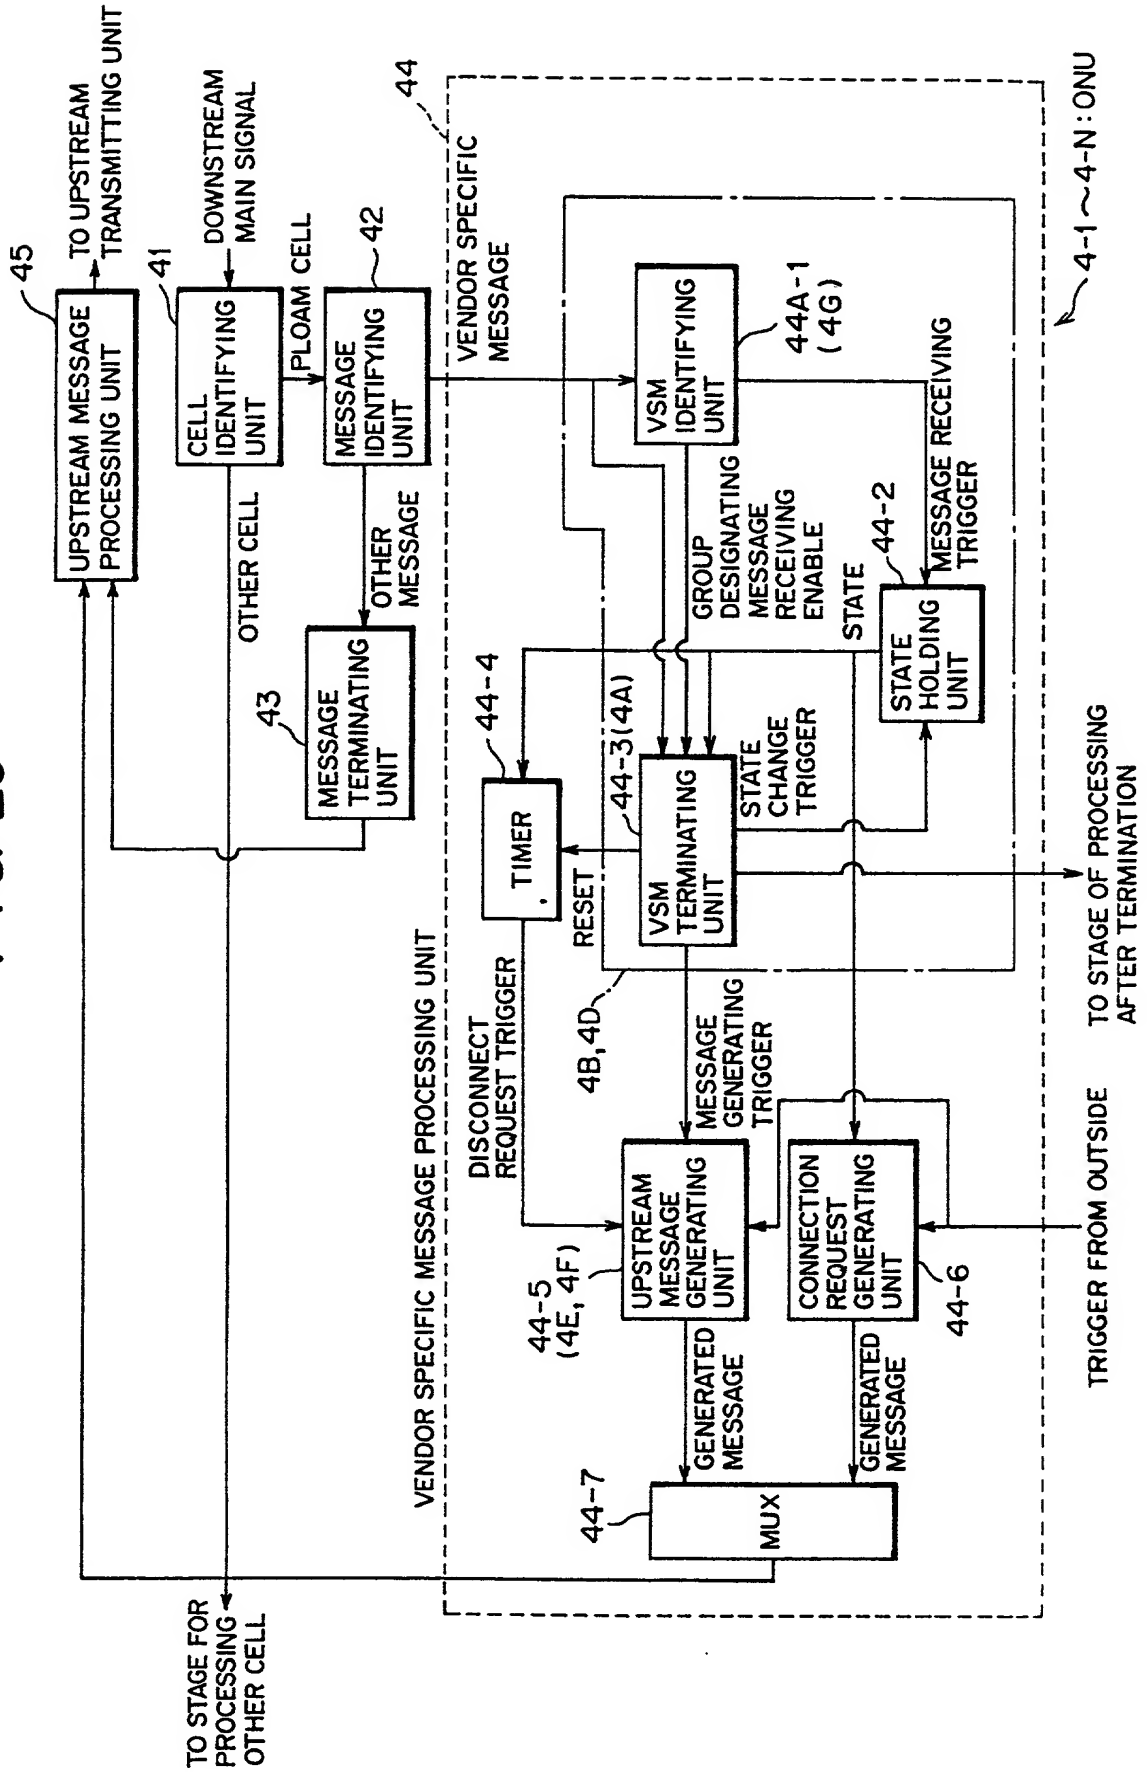 45
UPSTREAM MESSAGE
PROCESSING UNIT
TO UPSTREAM
TRANSMITTING UNIT
41
CELL
IDENTIFYING
UNIT
DOWNSTREAM
MAIN SIGNAL
OTHER CELL
TO STAGE FOR
PROCESSING
OTHER CELL
PLOAM CELL
42
MESSAGE
IDENTIFYING
UNIT
OTHER
MESSAGE
43
MESSAGE
TERMINATING
UNIT
44
VENDOR SPECIFIC MESSAGE PROCESSING UNIT
VENDOR SPECIFIC
MESSAGE
44-4
TIMER
DISCONNECT
REQUEST TRIGGER
RESET
VSM
IDENTIFYING
UNIT
44A-1
(4G)
GROUP
DESIGNATING
MESSAGE
RECEIVING
ENABLE
44-3(4A)
VSM
TERMINATING
UNIT
4B,4D
MESSAGE
GENERATING
TRIGGER
44-5
(4E, 4F)
UPSTREAM
MESSAGE
GENERATING
UNIT
GENERATED
MESSAGE
44-7
MUX
STATE
CHANGE
TRIGGER
STATE
44-2
STATE
HOLDING
UNIT
MESSAGE RECEIVING
TRIGGER
CONNECTION
REQUEST
GENERATING
UNIT
44-6
GENERATED
MESSAGE
4-1~4-N:ONU
TRIGGER FROM OUTSIDE
TO STAGE OF PROCESSING
AFTER TERMINATION